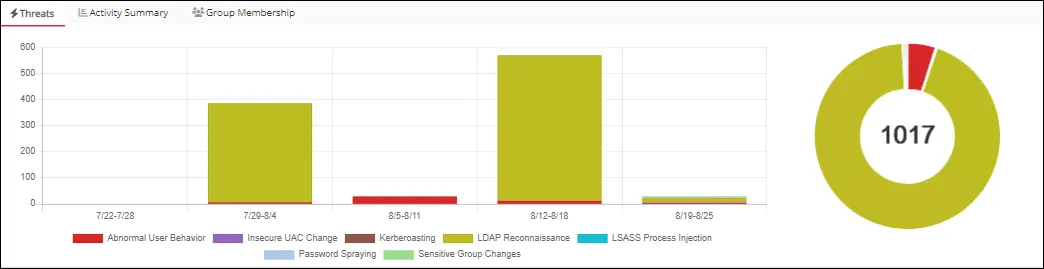 Threats Activity Summary Group Membership
600
500
400
300
200
100
0
1017
7/22-7/28 7/29-8/4 8/5-8/11 8/12-8/18 8/19-8/25
Abnormal User Behavior Insecure UAC Change Kerberoasting LDAP Reconnaissance LSASS Process Injection
Password Spraying Sensitive Group Changes